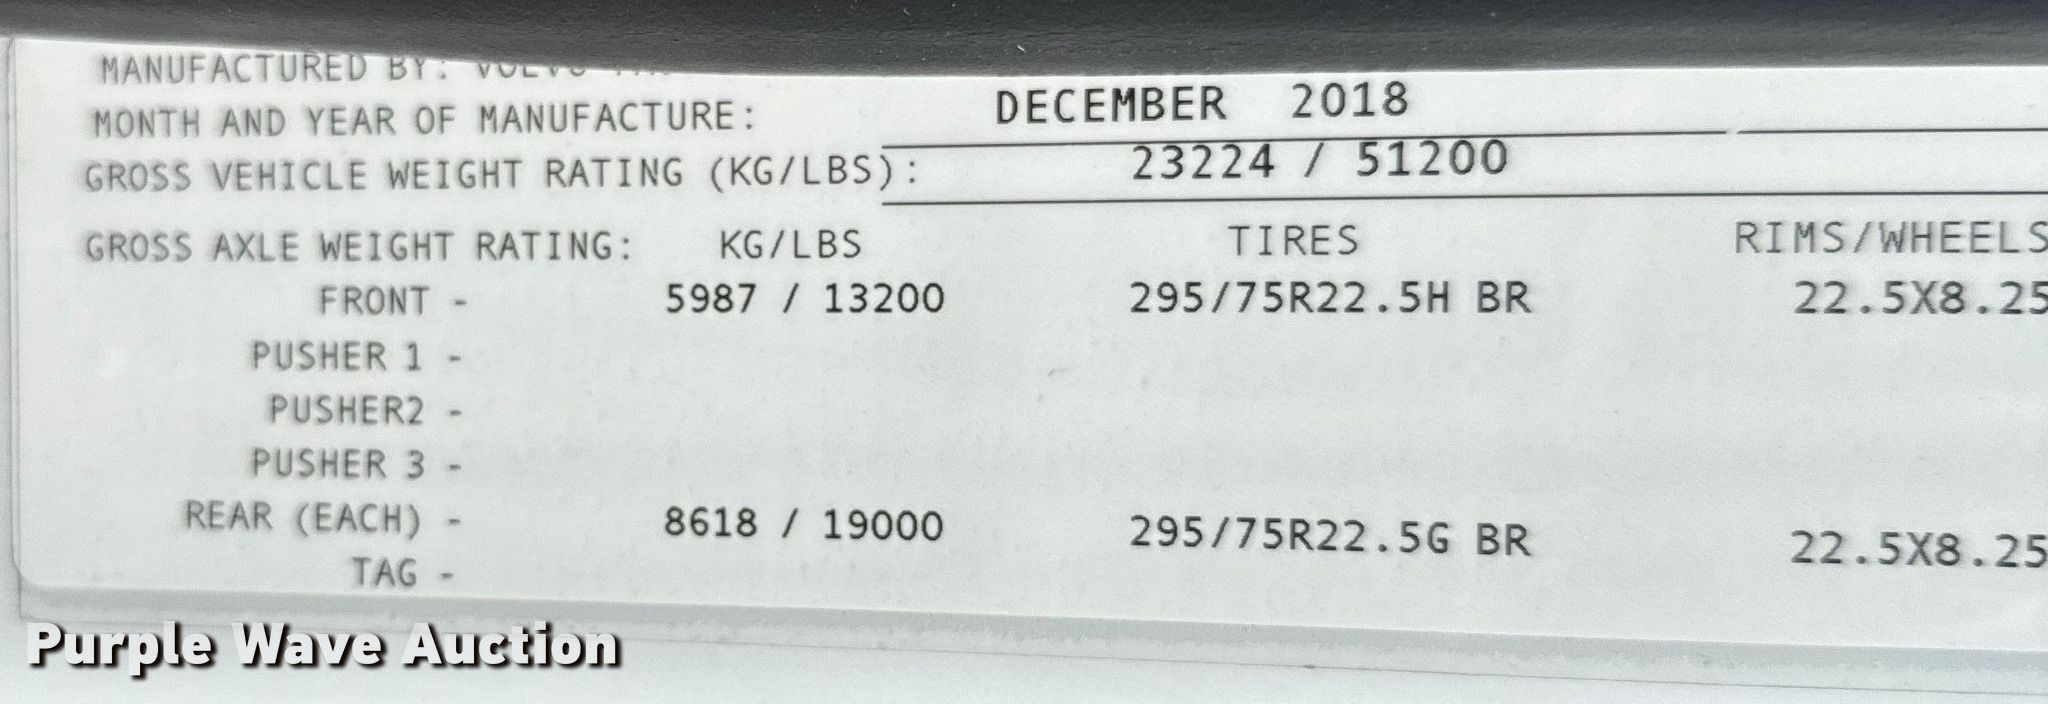 MANUFACTURED BY: VOLVO
MONTH AND YEAR OF MANUFACTURE: DECEMBER 2018
GROSS VEHICLE WEIGHT RATING (KG/LBS): 23224 / 51200
GROSS AXLE WEIGHT RATING: KG/LBS TIRES RIMS/WHEELS
FRONT - 5987 / 13200 295/75R22.5H BR 22.5X8.25
PUSHER 1 -
PUSHER2 -
PUSHER 3 -
REAR (EACH) - 8618 / 19000 295/75R22.5G BR 22.5X8.25
TAG -
Purple Wave Auction